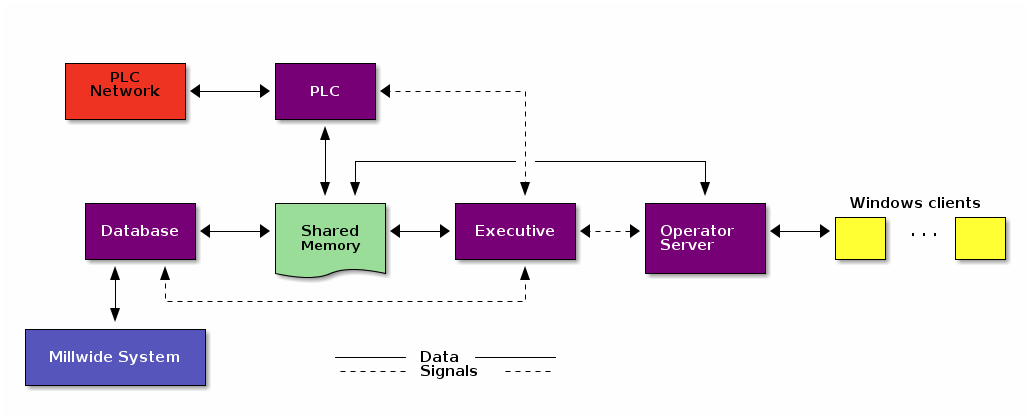 PLC
Network
PLC
Windows clients
Database
Shared
Memory
Executive
Operator
Server
. . .
Millwide System
Data
Signals